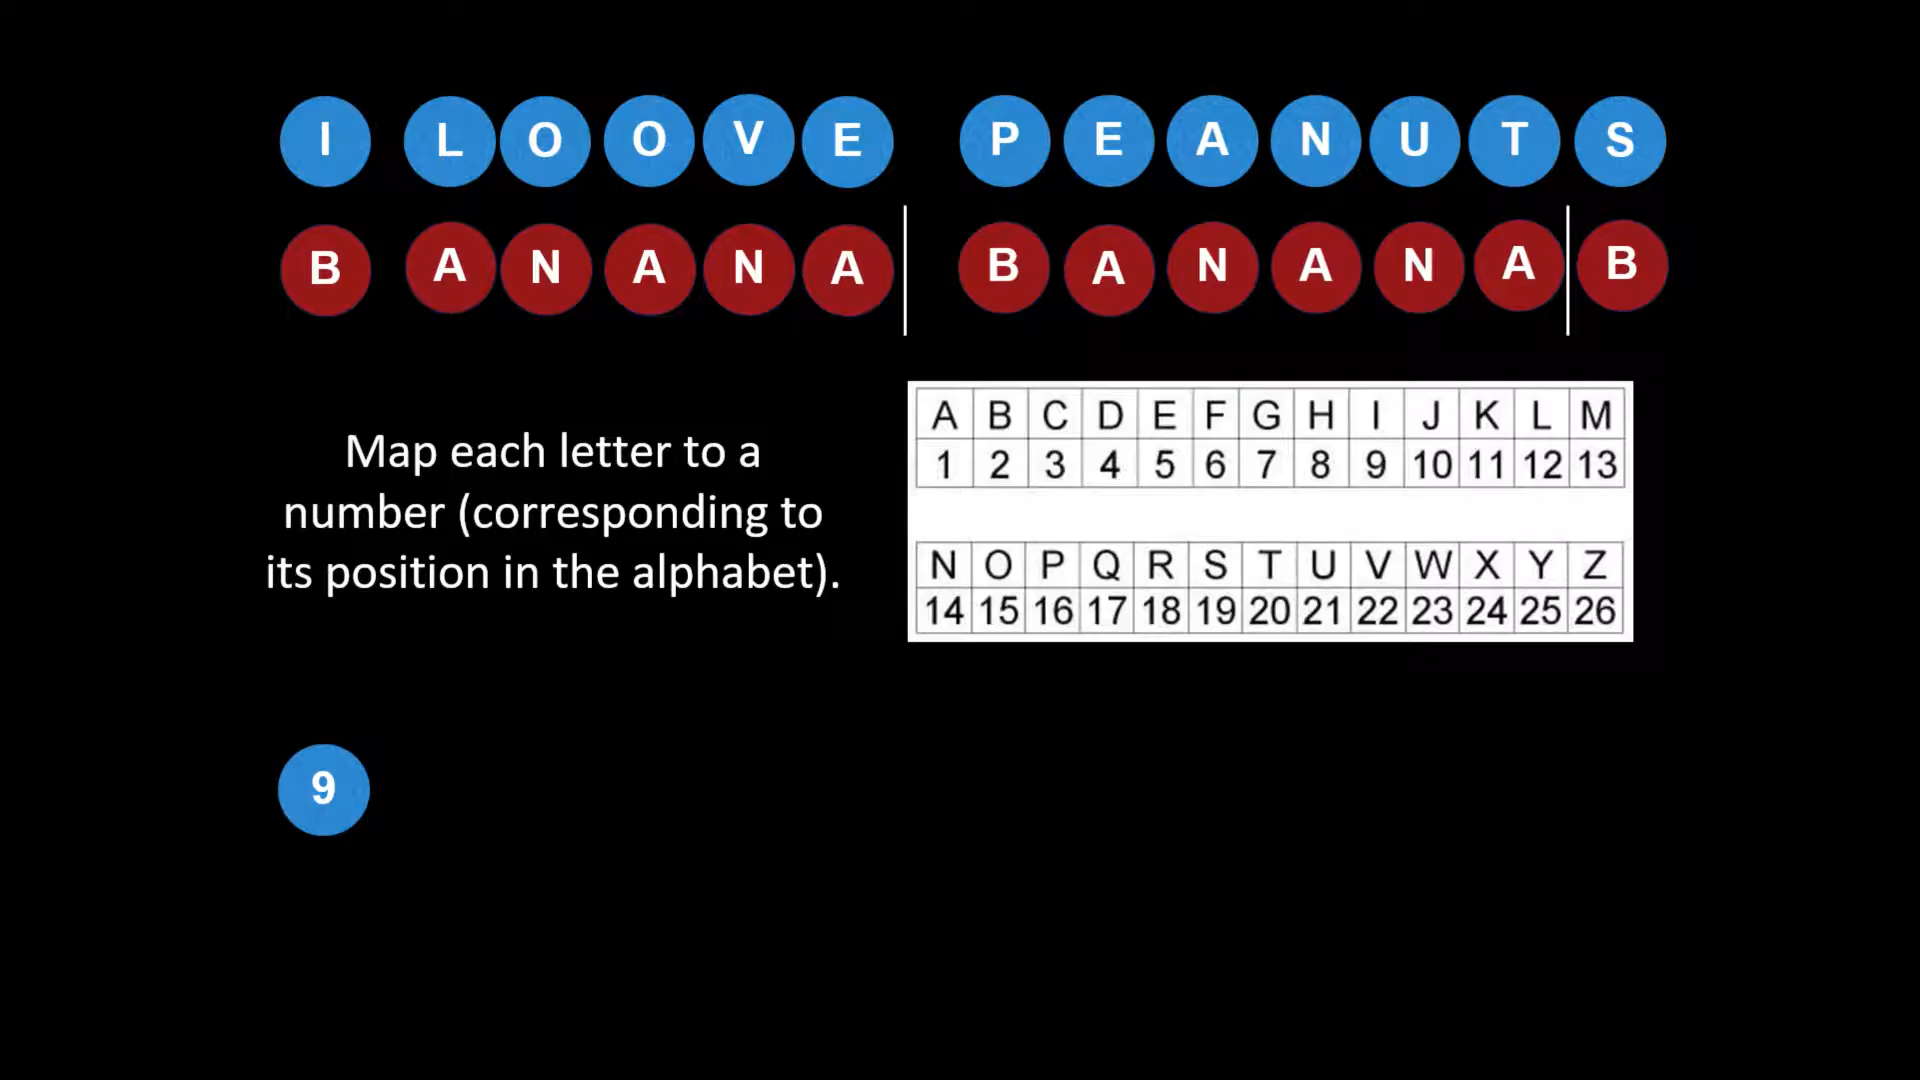 I LOOVE PEANUTS
BANANA BANANA B
Map each letter to a
number (corresponding to
its position in the alphabet).
A B C D E F G H I J K L M
1 2 3 4 5 6 7 8 9 10 11 12 13
N O P Q R S T U V W X Y Z
14 15 16 17 18 19 20 21 22 23 24 25 26
9